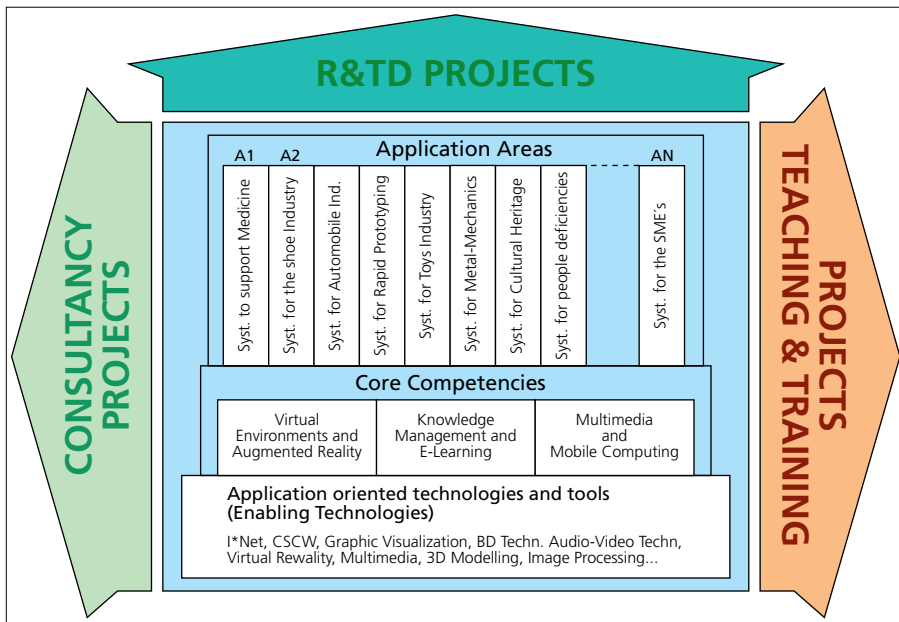 R&TD PROJECTS
CONSULTANCY
PROJECTS
Application Areas
A1
A2
AN
Syst. to support Medicine
Syst. for the shoe Industry
Syst. for Automobile Ind.
Syst. for Rapid Prototyping
Syst. for Toys Industry
Syst. for Metal-Mechanics
Syst. for Cultural Heritage
Syst. for people deficiencies
Syst. for the SME's
Core Competencies
Virtual
Environments and
Augmented Reality
Knowledge
Management and
E-Learning
Multimedia
and
Mobile Computing
Application oriented technologies and tools
(Enabling Technologies)
I*Net, CSCW, Graphic Visualization, BD Techn. Audio-Video Techn,
Virtual Rewality, Multimedia, 3D Modelling, Image Processing...
PROJECTS
TEACHING & TRAINING